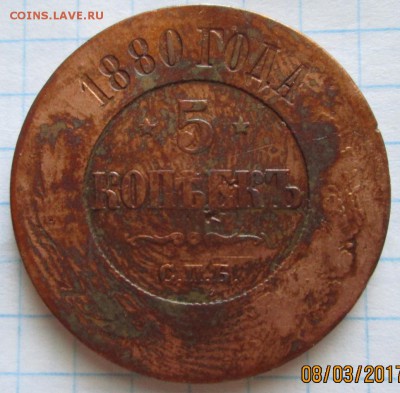 COINS.LAVE.RU
1880 ГОДА
5
КОПѢЕКЪ
С.П.Б.
08/03/2017